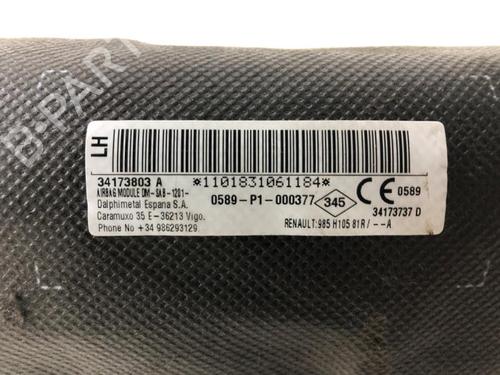 B-PARTS
LH
34173803 A
*1101831061184*
AIRBAG MODULE DM-SAB-1201-
Dalphimetal Espana S.A.
Caramuxo 35 E-36213 Vigo.
Phone No +34 986293129
0589-P1-000377
345
CE 0589
34173737 D
RENAULT:985 H105 81R/--A